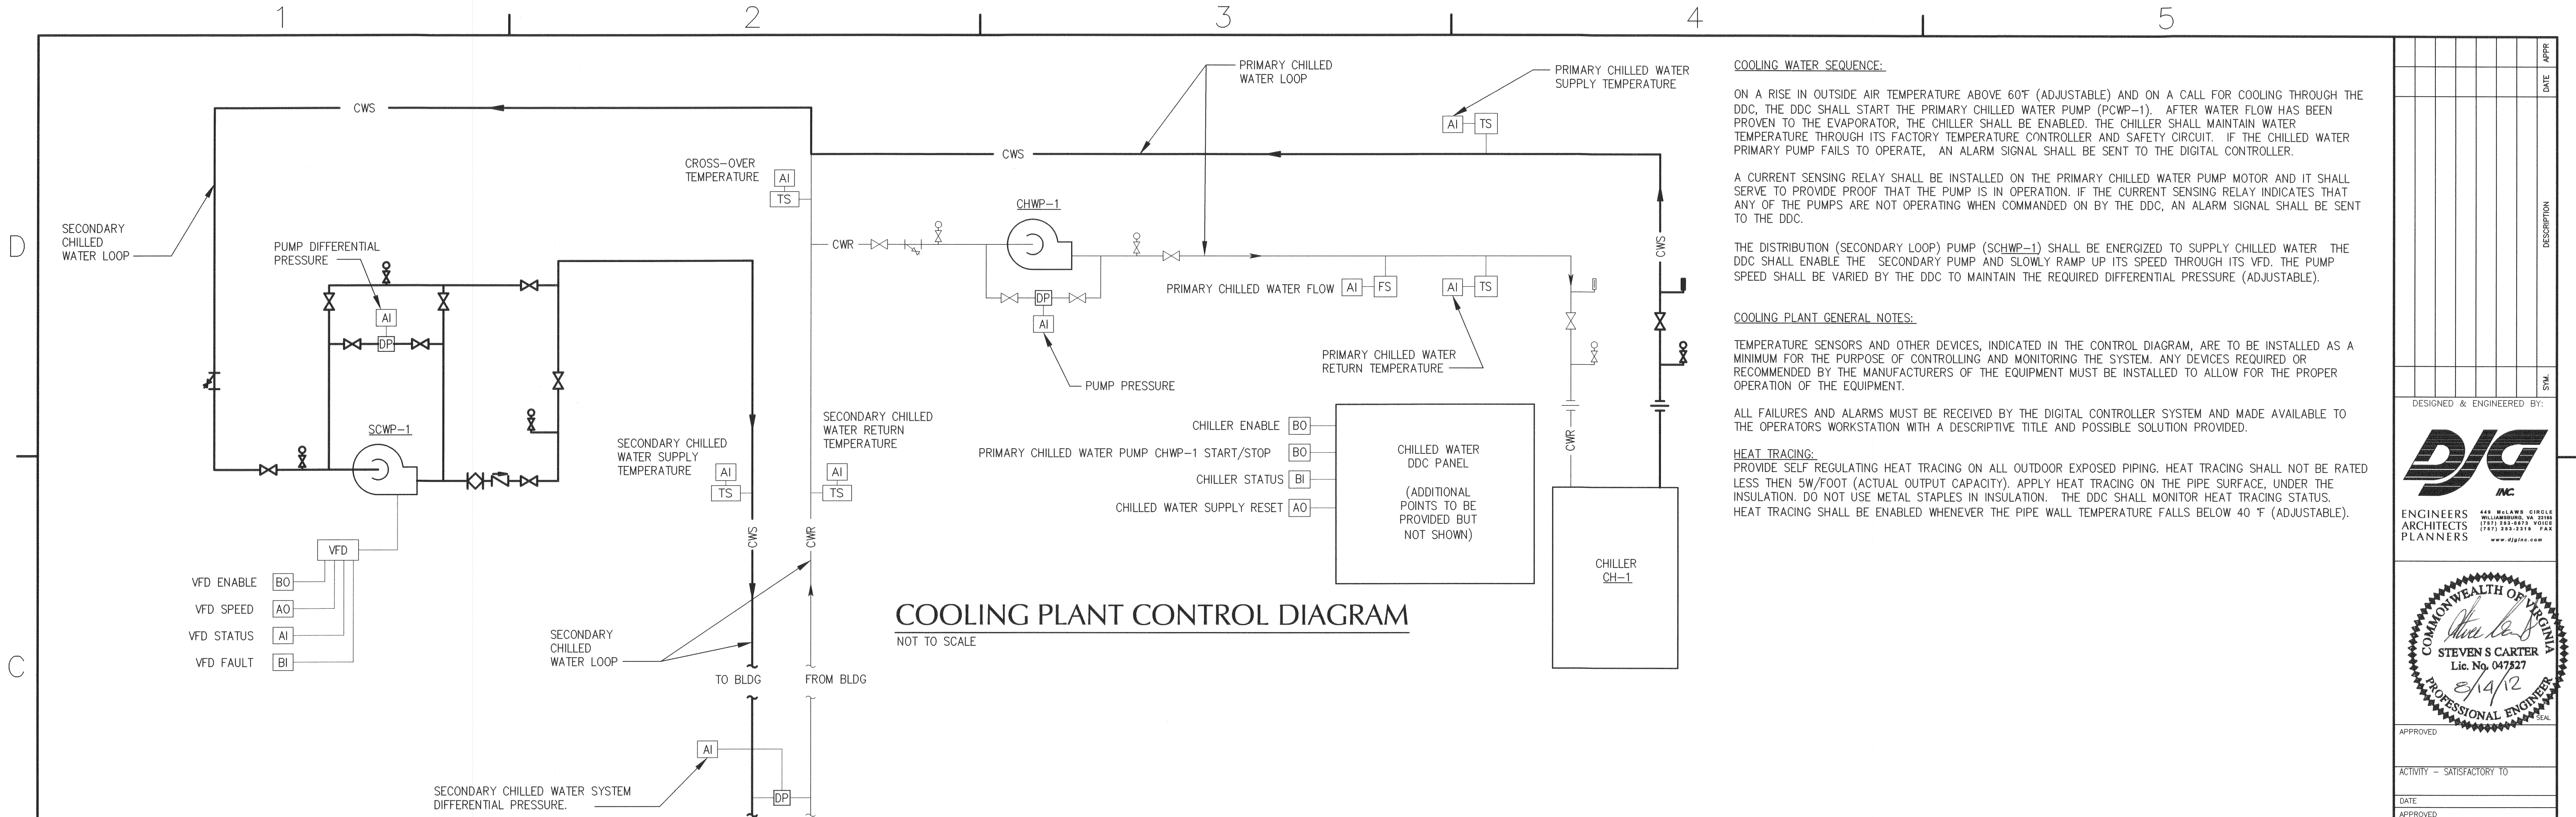 1
2
3
4
5
D
C
CWS
SECONDARY
CHILLED
WATER LOOP
PUMP DIFFERENTIAL
PRESSURE
AI
DP
SCWP-1
VFD
VFD ENABLE BO
VFD SPEED AO
VFD STATUS AI
VFD FAULT BI
CROSS-OVER
TEMPERATURE
AI
TS
CWR
CHWP-1
DP
AI
PUMP PRESSURE
PRIMARY CHILLED
WATER LOOP
CWS
PRIMARY CHILLED WATER
SUPPLY TEMPERATURE
AI TS
PRIMARY CHILLED WATER FLOW AI FS
AI TS
PRIMARY CHILLED WATER
RETURN TEMPERATURE
CWS
CWR
SECONDARY CHILLED
WATER SUPPLY
TEMPERATURE
AI
TS
SECONDARY CHILLED
WATER RETURN
TEMPERATURE
AI
TS
CWS
CWR
CHILLER ENABLE BO
PRIMARY CHILLED WATER PUMP CHWP-1 START/STOP BO
CHILLER STATUS BI
CHILLED WATER SUPPLY RESET AO
CHILLED WATER
DDC PANEL
(ADDITIONAL
POINTS TO BE
PROVIDED BUT
NOT SHOWN)
CHILLER
CH-1
SECONDARY
CHILLED
WATER LOOP
TO BLDG
FROM BLDG
AI
DP
SECONDARY CHILLED WATER SYSTEM
DIFFERENTIAL PRESSURE.
COOLING PLANT CONTROL DIAGRAM
NOT TO SCALE
COOLING WATER SEQUENCE:
ON A RISE IN OUTSIDE AIR TEMPERATURE ABOVE 60°F (ADJUSTABLE) AND ON A CALL FOR COOLING THROUGH THE
DDC, THE DDC SHALL START THE PRIMARY CHILLED WATER PUMP (PCWP-1). AFTER WATER FLOW HAS BEEN
PROVEN TO THE EVAPORATOR, THE CHILLER SHALL BE ENABLED. THE CHILLER SHALL MAINTAIN WATER
TEMPERATURE THROUGH ITS FACTORY TEMPERATURE CONTROLLER AND SAFETY CIRCUIT. IF THE CHILLED WATER
PRIMARY PUMP FAILS TO OPERATE, AN ALARM SIGNAL SHALL BE SENT TO THE DIGITAL CONTROLLER.
A CURRENT SENSING RELAY SHALL BE INSTALLED ON THE PRIMARY CHILLED WATER PUMP MOTOR AND IT SHALL
SERVE TO PROVIDE PROOF THAT THE PUMP IS IN OPERATION. IF THE CURRENT SENSING RELAY INDICATES THAT
ANY OF THE PUMPS ARE NOT OPERATING WHEN COMMANDED ON BY THE DDC, AN ALARM SIGNAL SHALL BE SENT
TO THE DDC.
THE DISTRIBUTION (SECONDARY LOOP) PUMP (SCHWP-1) SHALL BE ENERGIZED TO SUPPLY CHILLED WATER THE
DDC SHALL ENABLE THE SECONDARY PUMP AND SLOWLY RAMP UP ITS SPEED THROUGH ITS VFD. THE PUMP
SPEED SHALL BE VARIED BY THE DDC TO MAINTAIN THE REQUIRED DIFFERENTIAL PRESSURE (ADJUSTABLE).
COOLING PLANT GENERAL NOTES:
TEMPERATURE SENSORS AND OTHER DEVICES, INDICATED IN THE CONTROL DIAGRAM, ARE TO BE INSTALLED AS A
MINIMUM FOR THE PURPOSE OF CONTROLLING AND MONITORING THE SYSTEM. ANY DEVICES REQUIRED OR
RECOMMENDED BY THE MANUFACTURERS OF THE EQUIPMENT MUST BE INSTALLED TO ALLOW FOR THE PROPER
OPERATION OF THE EQUIPMENT.
ALL FAILURES AND ALARMS MUST BE RECEIVED BY THE DIGITAL CONTROLLER SYSTEM AND MADE AVAILABLE TO
THE OPERATORS WORKSTATION WITH A DESCRIPTIVE TITLE AND POSSIBLE SOLUTION PROVIDED.
HEAT TRACING:
PROVIDE SELF REGULATING HEAT TRACING ON ALL OUTDOOR EXPOSED PIPING. HEAT TRACING SHALL NOT BE RATED
LESS THEN 5W/FOOT (ACTUAL OUTPUT CAPACITY). APPLY HEAT TRACING ON THE PIPE SURFACE, UNDER THE
INSULATION. DO NOT USE METAL STAPLES IN INSULATION. THE DDC SHALL MONITOR HEAT TRACING STATUS.
HEAT TRACING SHALL BE ENABLED WHENEVER THE PIPE WALL TEMPERATURE FALLS BELOW 40 °F (ADJUSTABLE).
APPR
DATE
DESCRIPTION
SYM.
DESIGNED & ENGINEERED BY:
DJG
INC.
ENGINEERS
ARCHITECTS
PLANNERS
449 McLAWS CIRCLE
WILLIAMSBURG, VA 23185
(757) 253-0673 VOICE
(757) 253-2319 FAX
www.djginc.com
COMMONWEALTH OF VIRGINIA
STEVEN S CARTER
Lic. No. 047527
8/14/12
PROFESSIONAL ENGINEER
SEAL
APPROVED
ACTIVITY - SATISFACTORY TO
DATE
APPROVED